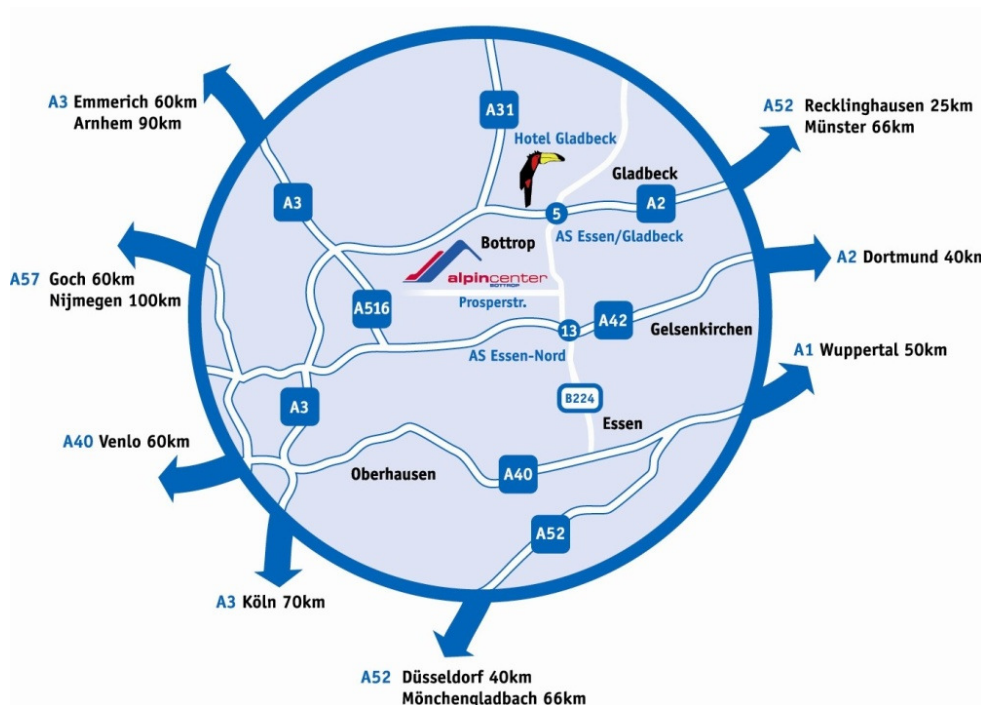 A31
A3 Emmerich 60km
Arnhem 90km
A52 Recklinghausen 25km
Münster 66km
Hotel Gladbeck
Gladbeck
A3
A2
5
AS Essen/Gladbeck
Bottrop
alpincenter
BOTTROP
A57 Goch 60km
Nijmegen 100km
A2 Dortmund 40km
Prosperstr.
A516
A42
13
Gelsenkirchen
AS Essen-Nord
A1 Wuppertal 50km
A3
B224
Essen
A40 Venlo 60km
Oberhausen
A40
A52
A3 Köln 70km
A52 Düsseldorf 40km
Mönchengladbach 66km